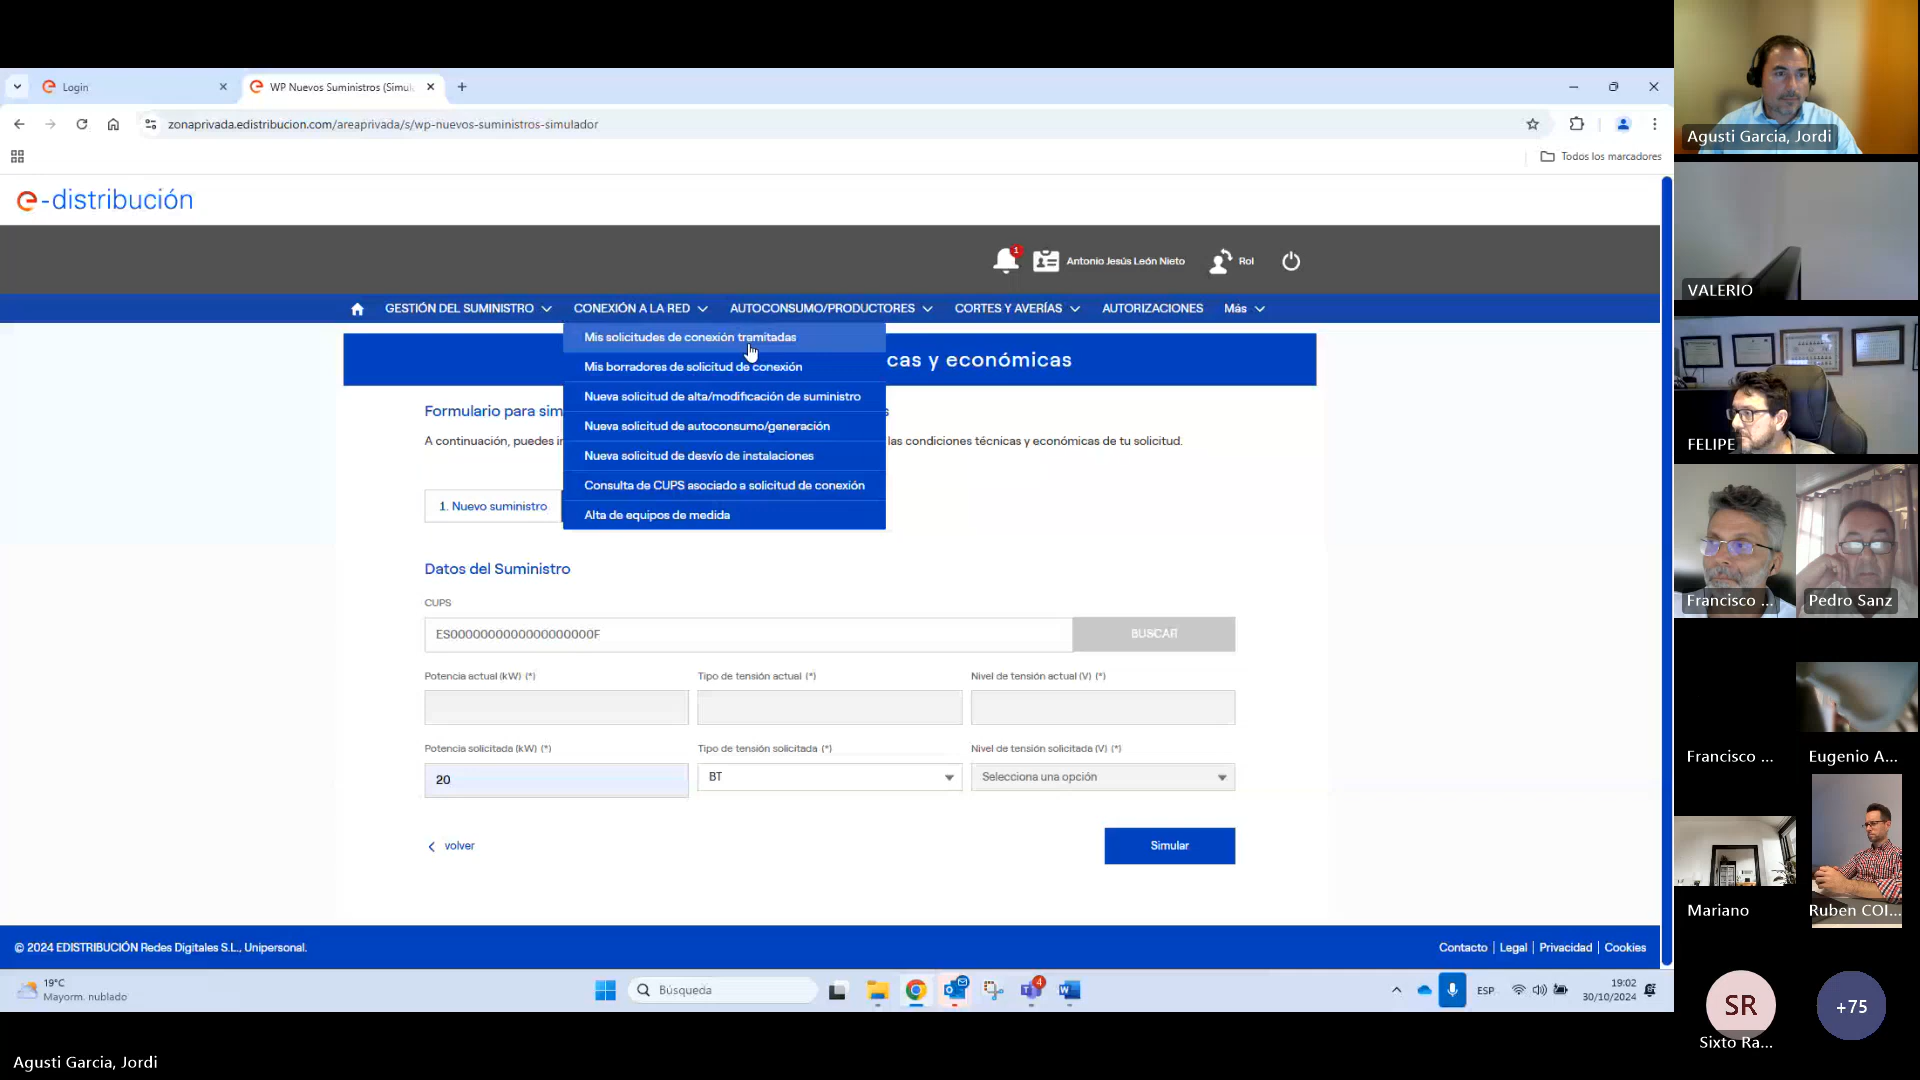 Login
WP Nuevos Suministros (Simul
zonaprivada.edistribucion.com/areaprivada/s/wp-nuevos-suministros-simulador
Todos los marcadores
e-distribución
1
Antonio Jesús León Nieto
Rol
GESTIÓN DEL SUMINISTRO
CONEXIÓN A LA RED
AUTOCONSUMO/PRODUCTORES
CORTES Y AVERÍAS
AUTORIZACIONES
Más
Mis solicitudes de conexión tramitadas
Mis borradores de solicitud de conexión
Nueva solicitud de alta/modificación de suministro
Nueva solicitud de autoconsumo/generación
Nueva solicitud de desvío de instalaciones
Consulta de CUPS asociado a solicitud de conexión
Alta de equipos de medida
cas y económicas
Formulario para sim
s
A continuación, puedes in
las condiciones técnicas y económicas de tu solicitud.
1. Nuevo suministro
Datos del Suministro
CUPS
ES0000000000000000000F
BUSCAR
Potencia actual (kW) (*)
Tipo de tensión actual (*)
Nivel de tensión actual (V) (*)
Potencia solicitada (kW) (*)
Tipo de tensión solicitada (*)
Nivel de tensión solicitada (V) (*)
20
BT
Selecciona una opción
volver
Simular
© 2024 EDISTRIBUCIÓN Redes Digitales S.L., Unipersonal.
Contacto | Legal | Privacidad | Cookies
19°C
Mayorm. nublado
Búsqueda
4
ESP
19:02
30/10/2024
Agusti Garcia, Jordi
Agusti Garcia, Jordi
VALERIO
FELIPE
Francisco ...
Pedro Sanz
Francisco ...
Eugenio A...
Mariano
Ruben COI...
SR
Sixto Ra...
+75